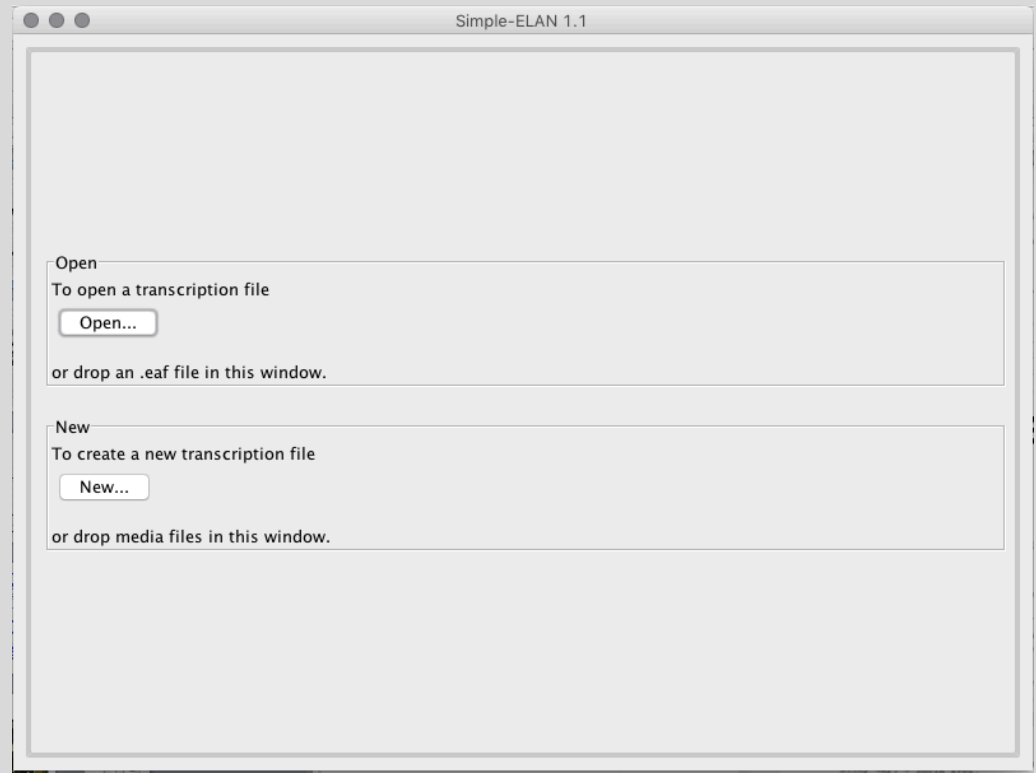 Simple-ELAN 1.1
Open
To open a transcription file
Open...
or drop an .eaf file in this window.
New
To create a new transcription file
New...
or drop media files in this window.